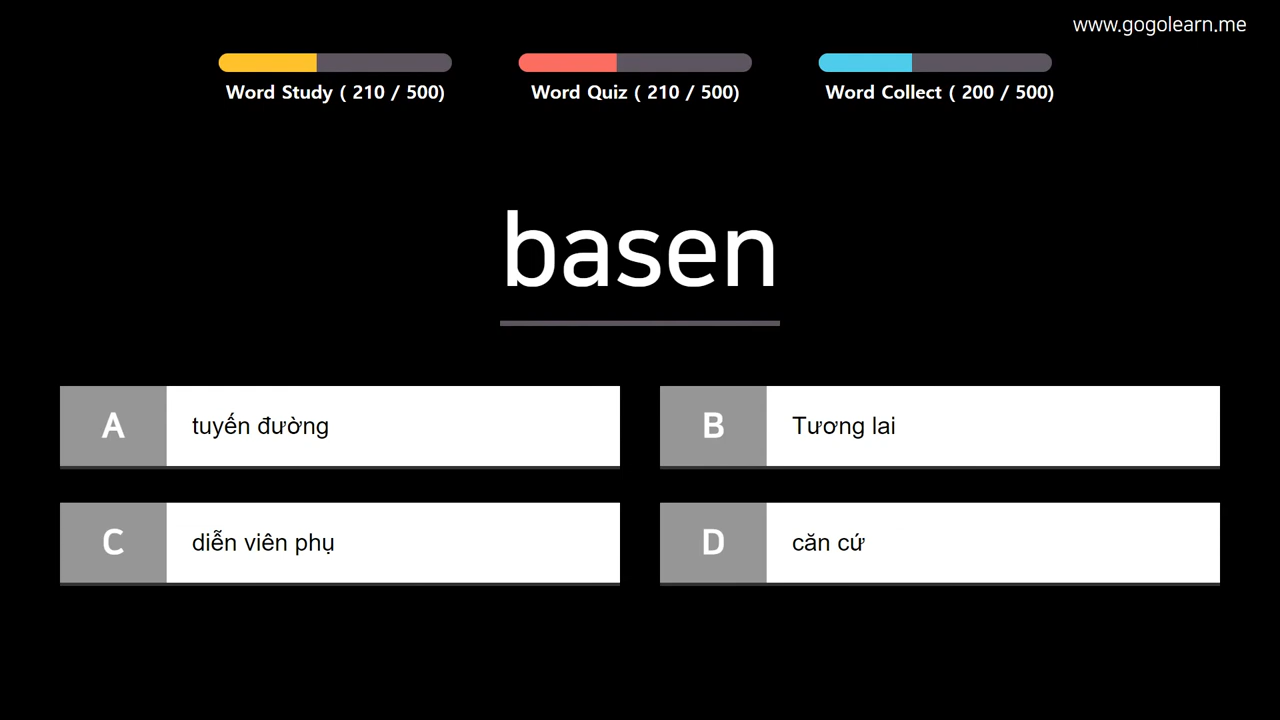 www.gogolearn.me
Word Study ( 210 / 500)
Word Quiz ( 210 / 500)
Word Collect ( 200 / 500)
basen
A
tuyến đường
B
Tương lai
C
diễn viên phụ
D
căn cứ